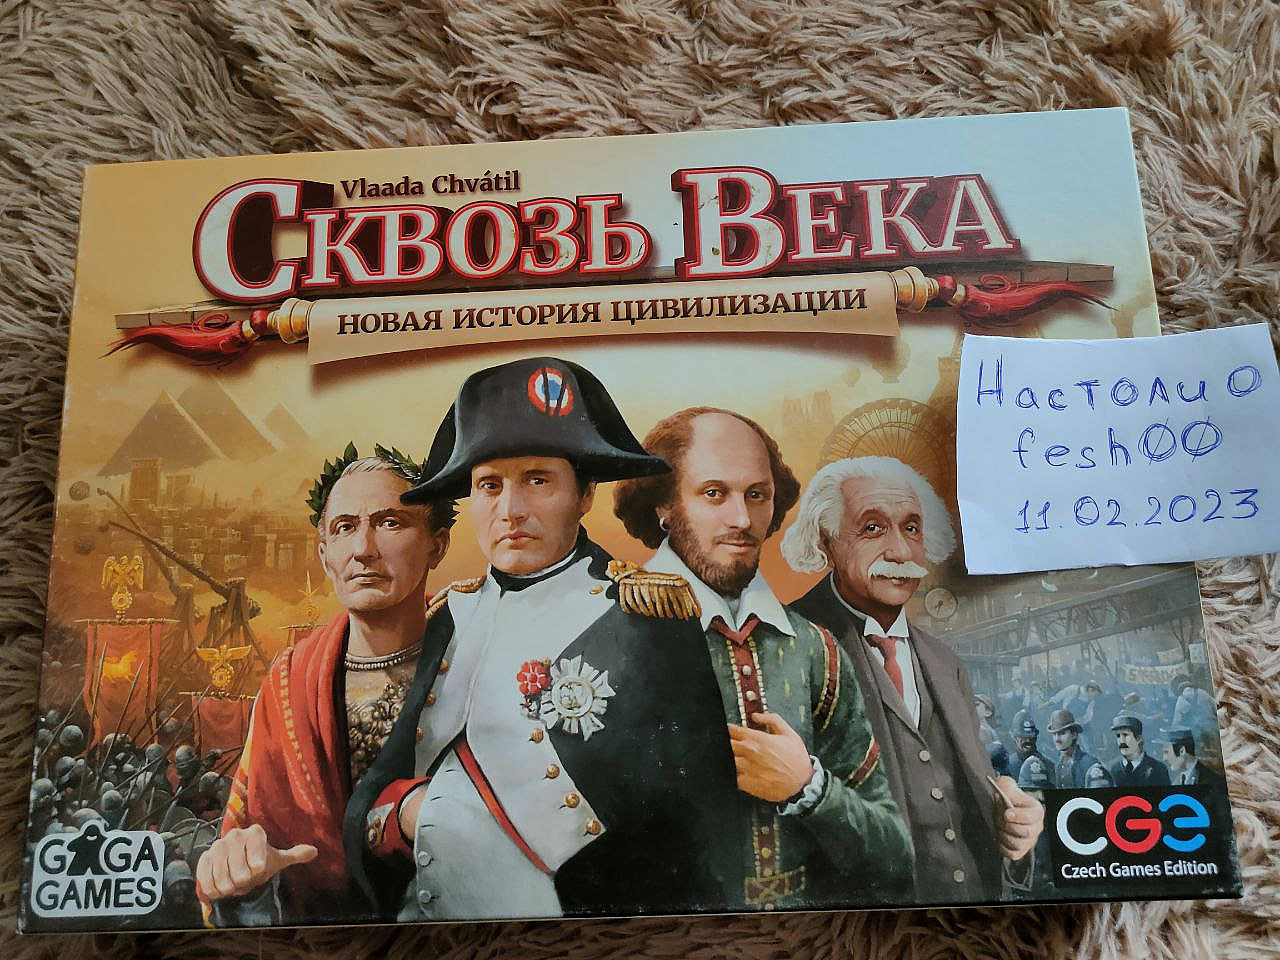 Vlaada Chvátil
Сквозь Века
НОВАЯ ИСТОРИЯ ЦИВИЛИЗАЦИИ
Настолио
fesh00
11.02.2023
GAGA
GAMES
CGE
Czech Games Edition